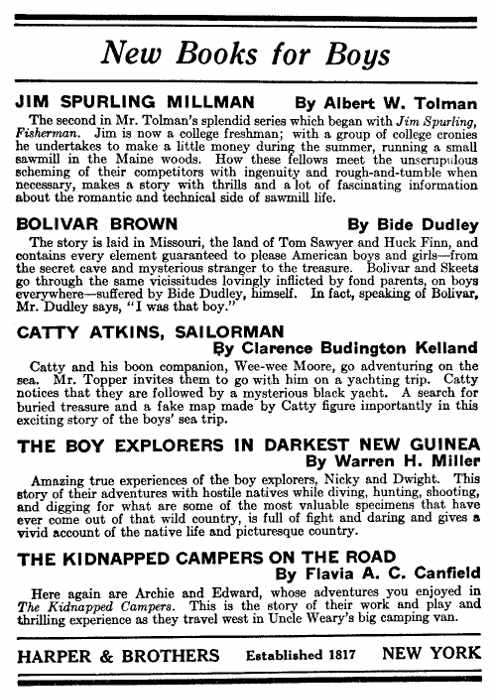 New Books for Boys
JIM SPURLING MILLMAN By Albert W. Tolman
The second in Mr. Tolman's splendid series which began with Jim Spurling,
Fisherman. Jim is now a college freshman; with a group of college cronies
he undertakes to make a little money during the summer, running a small
sawmill in the Maine woods. How these fellows meet the unscrupulous
scheming of their competitors with ingenuity and rough-and-tumble when
necessary, makes a story with thrills and a lot of fascinating information
about the romantic and technical side of sawmill life.
BOLIVAR BROWN By Bide Dudley
The story is laid in Missouri, the land of Tom Sawyer and Huck Finn, and
contains every element guaranteed to please American boys and girls—from
the secret cave and mysterious stranger to the treasure. Bolivar and Skeets
go through the same vicissitudes lovingly inflicted by fond parents, on boys
everywhere—suffered by Bide Dudley, himself. In fact, speaking of Bolivar,
Mr. Dudley says, "I was that boy."
CATTY ATKINS, SAILORMAN
By Clarence Budington Kelland
Catty and his boon companion, Wee-wee Moore, go adventuring on the
sea. Mr. Topper invites them to go with him on a yachting trip. Catty
notices that they are followed by a mysterious black yacht. A search for
buried treasure and a fake map made by Catty figure importantly in this
exciting story of the boys' sea trip.
THE BOY EXPLORERS IN DARKEST NEW GUINEA
By Warren H. Miller
Amazing true experiences of the boy explorers, Nicky and Dwight. This
story of their adventures with hostile natives while diving, hunting, shooting,
and digging for what are some of the most valuable specimens that have
ever come out of that wild country, is full of fight and daring and gives a
vivid account of the native life and picturesque country.
THE KIDNAPPED CAMPERS ON THE ROAD
By Flavia A. C. Canfield
Here again are Archie and Edward, whose adventures you enjoyed in
The Kidnapped Campers. This is the story of their work and play and
thrilling experience as they travel west in Uncle Weary's big camping van.
HARPER & BROTHERS Established 1817 NEW YORK